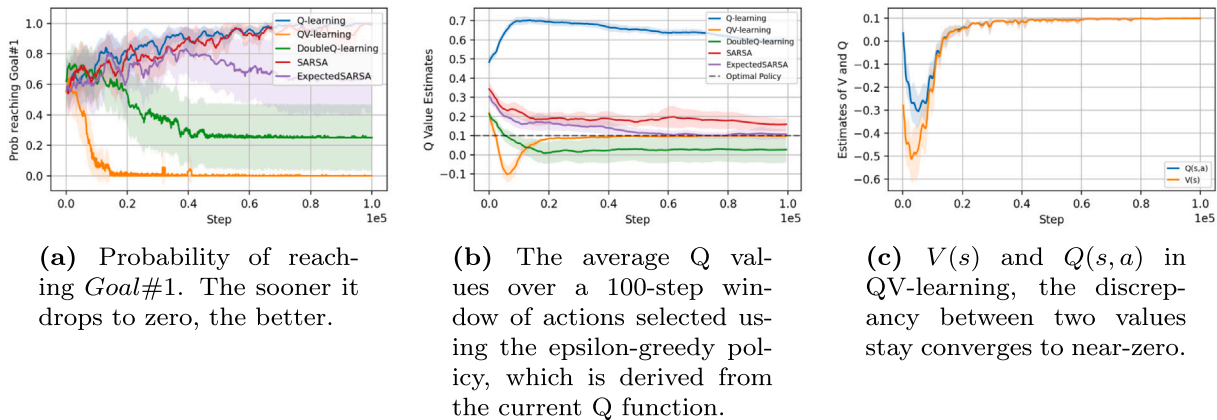 Prob reaching Goal#1
1.0
0.8
0.6
0.4
0.2
0.0
Q-learning
QV-learning
DoubleQ-learning
SARSA
ExpectedSARSA
0.0 0.2 0.4 0.6 0.8 1.0
Step
1e5
Q Value Estimates
0.7
0.6
0.5
0.4
0.3
0.2
0.1
0.0
−0.1
Q-learning
QV-learning
DoubleQ-learning
SARSA
ExpectedSARSA
Optimal Policy
0.0 0.2 0.4 0.6 0.8 1.0
Step
1e5
Estimates of V and Q
0.1
0.0
−0.1
−0.2
−0.3
−0.4
−0.5
−0.6
Q(s,a)
V(s)
0.0 0.2 0.4 0.6 0.8 1.0
Step
1e5
(a) Probability of reach-
ing Goal#1. The sooner it
drops to zero, the better.
(b) The average Q val-
ues over a 100-step win-
dow of actions selected us-
ing the epsilon-greedy pol-
icy, which is derived from
the current Q function.
(c) V(s) and Q(s, a) in
QV-learning, the discrep-
ancy between two values
stay converges to near-zero.